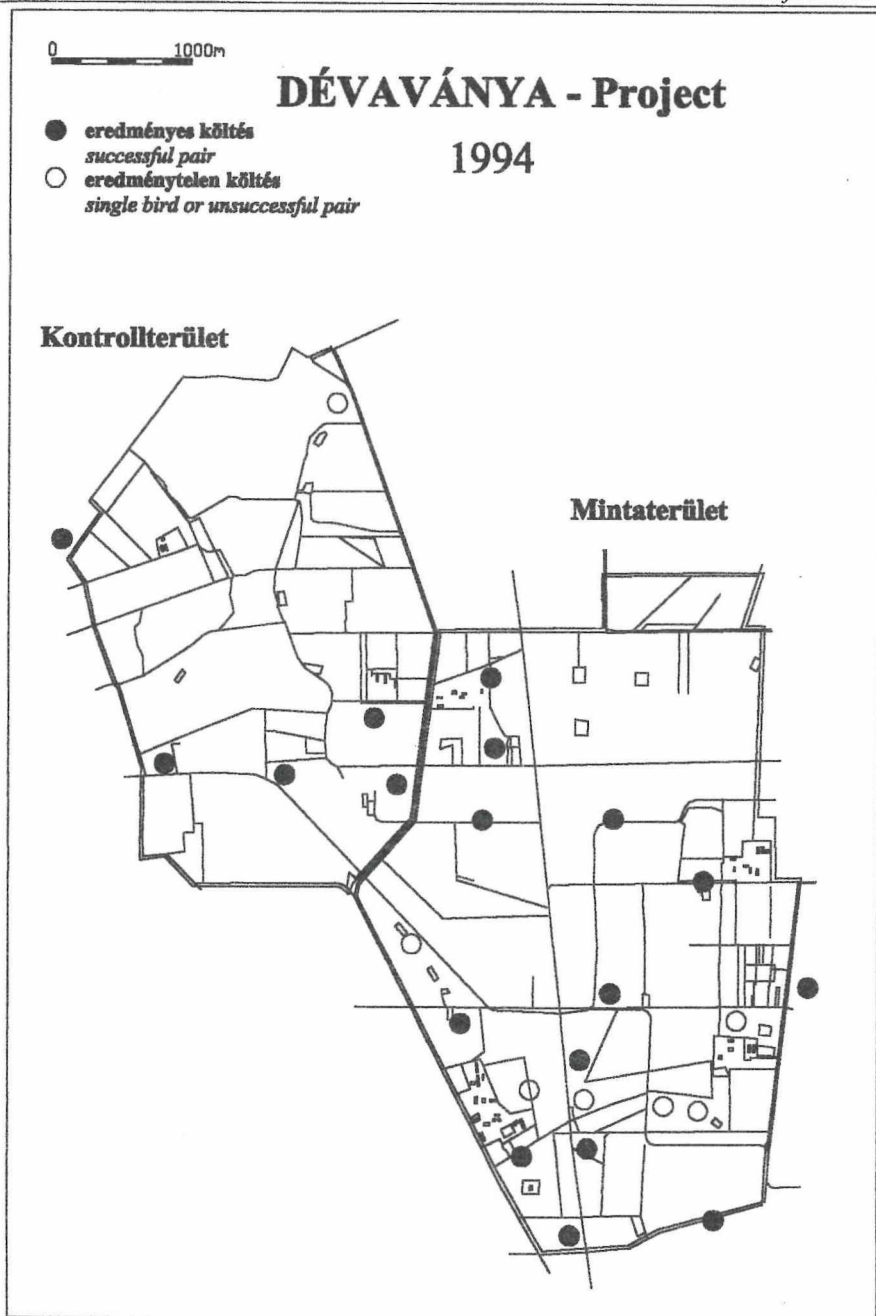 0 1000m
DÉVAVÁNYA - Project
1994
eredményes költés
successful pair
eredménytelen költés
single bird or unsuccessful pair
Kontrollterület
Mintaterület